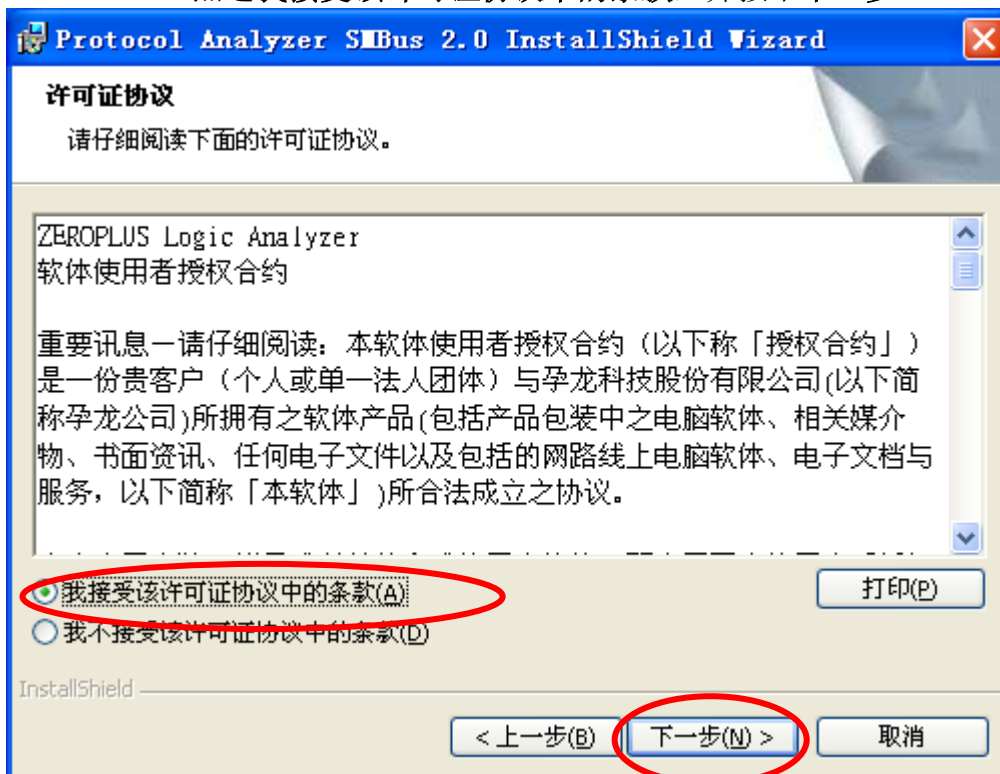 Protocol Analyzer SMBus 2.0 InstallShield Wizard
许可证协议
请仔细阅读下面的许可证协议。
ZEROPLUS Logic Analyzer
软体使用者授权合约
重要讯息－请仔细阅读：本软体使用者授权合约（以下称「授权合约」）
是一份贵客户（个人或单一法人团体）与孕龙科技股份有限公司(以下简
称孕龙公司)所拥有之软体产品(包括产品包装中之电脑软体、相关媒介
物、书面资讯、任何电子文件以及包括的网路线上电脑软体、电子文档与
服务，以下简称「本软体」)所合法成立之协议。
我接受该许可证协议中的条款(A)
打印(P)
我不接受该许可证协议中的条款(D)
InstallShield
< 上一步(B) 下一步(N) > 取消